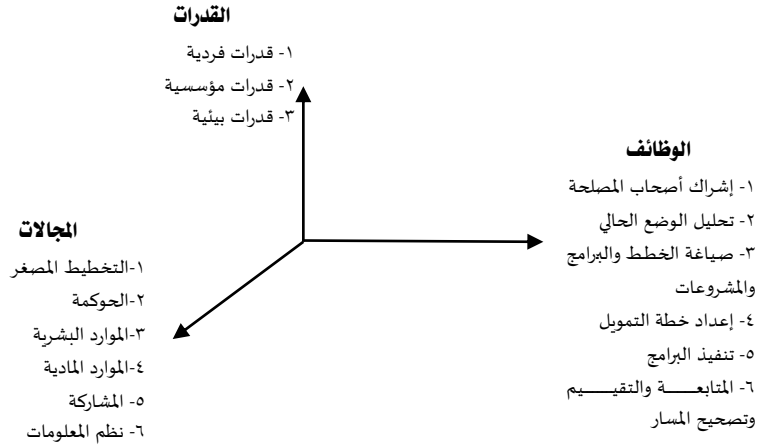 القدرات
١- قدرات فردية
٢- قدرات مؤسسية
٣- قدرات بيئية
الوظائف
١- إشراك أصحاب المصلحة
٢- تحليل الوضع الحالي
٣- صياغة الخطط والبرامج
والمشروعات
٤- إعداد خطة التمويل
٥- تنفيذ البرامج
٦- المتابعـــــة والتقيـــــيم
وتصحيح المسار
المجالات
١-التخطيط المصغر
٢-الحوكمة
٣-الموارد البشرية
٤-الموارد المادية
٥- المشاركة
٦- نظم المعلومات